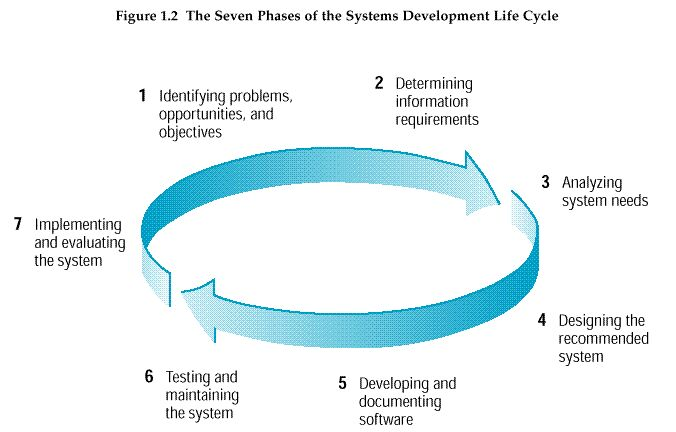 Figure 1.2 The Seven Phases of the Systems Development Life Cycle
1 Identifying problems,
opportunities, and
objectives
2 Determining
information
requirements
3 Analyzing
system needs
4 Designing the
recommended
system
5 Developing and
documenting
software
6 Testing and
maintaining
the system
7 Implementing
and evaluating
the system